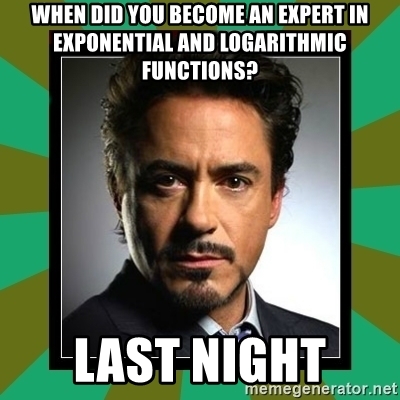 WHEN DID YOU BECOME AN EXPERT IN
EXPONENTIAL AND LOGARITHMIC
FUNCTIONS?
LAST NIGHT
memegenerator.net